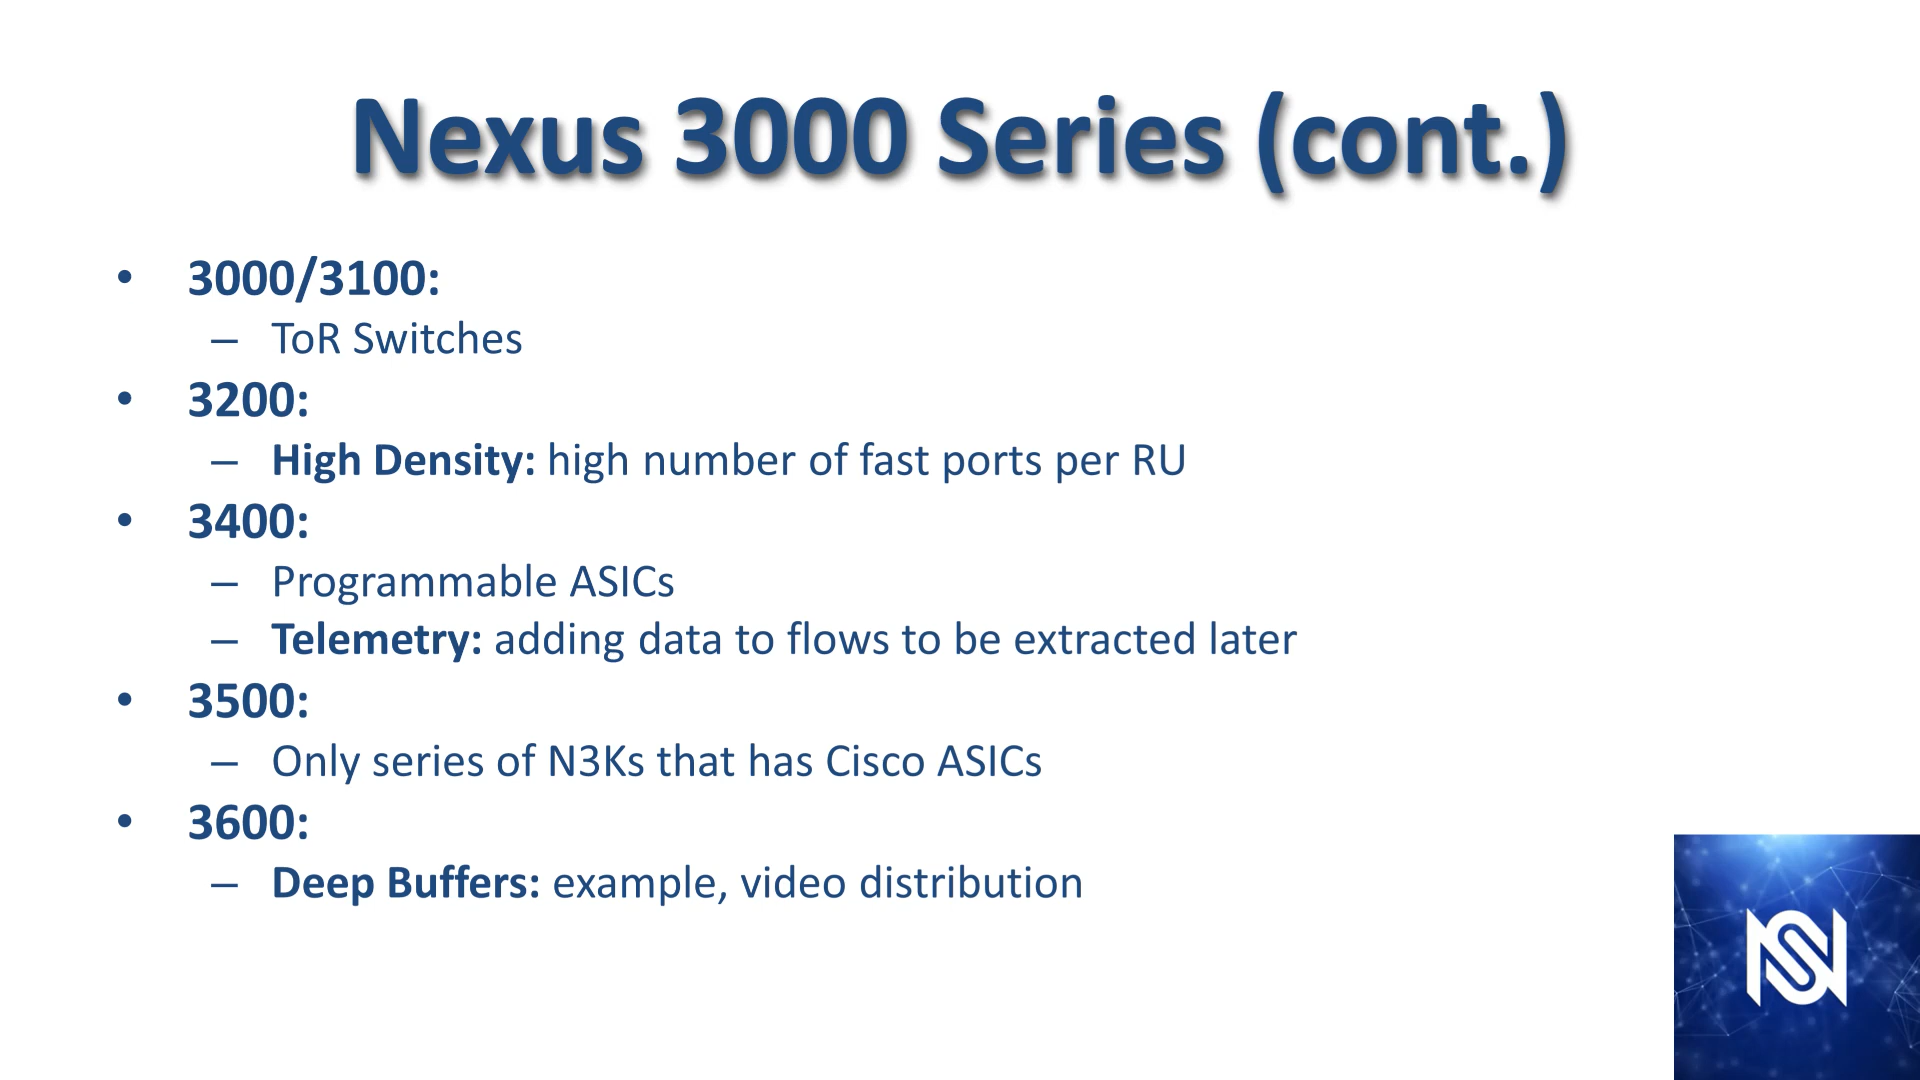 Nexus 3000 Series (cont.)
• 3000/3100:
– ToR Switches
• 3200:
– High Density: high number of fast ports per RU
• 3400:
– Programmable ASICs
– Telemetry: adding data to flows to be extracted later
• 3500:
– Only series of N3Ks that has Cisco ASICs
• 3600:
– Deep Buffers: example, video distribution
NS